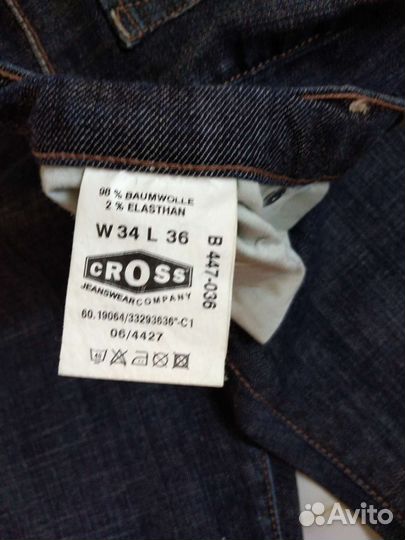 98 % BAUMWOLLE
2 % ELASTHAN
W 34 L 36
CROSS
JEANSWEARCOMPANY
60.19064/33293636*-C1
06/4427
B 447-036
Avito